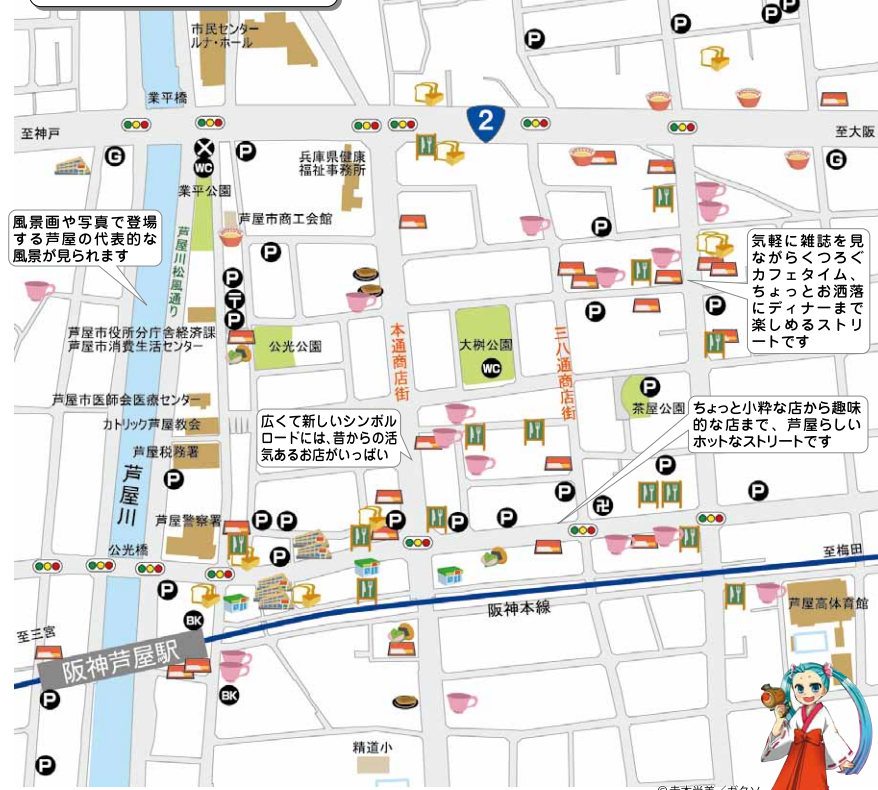 市民センター
ルナ・ホール
業平橋
至神戸
2
至大阪
G
WC
P
兵庫県健康
福祉事務所
G
業平公園
芦屋市商工会館
風景画や写真で登場
する芦屋の代表的な
風景が見られます
芦屋川松風通り
気軽に雑誌を見
ながらくつろぐ
カフェタイム、
ちょっとお洒落
にディナーまで
楽しめるストリ
ートです
芦屋市役所分庁舎経済課
芦屋市消費生活センター
公光公園
本通商店街
大桝公園
WC
三八通商店街
芦屋市医師会医療センター
茶屋公園
カトリック芦屋教会
広くて新しいシンボル
ロードには、昔からの活
気あるお店がいっぱい
ちょっと小粋な店から趣味
的な店まで、芦屋らしい
ホットなストリートです
芦屋税務署
芦屋川
芦屋警察署
公光橋
至梅田
阪神本線
芦屋高体育館
BK
至三宮
阪神芦屋駅
BK
精道小